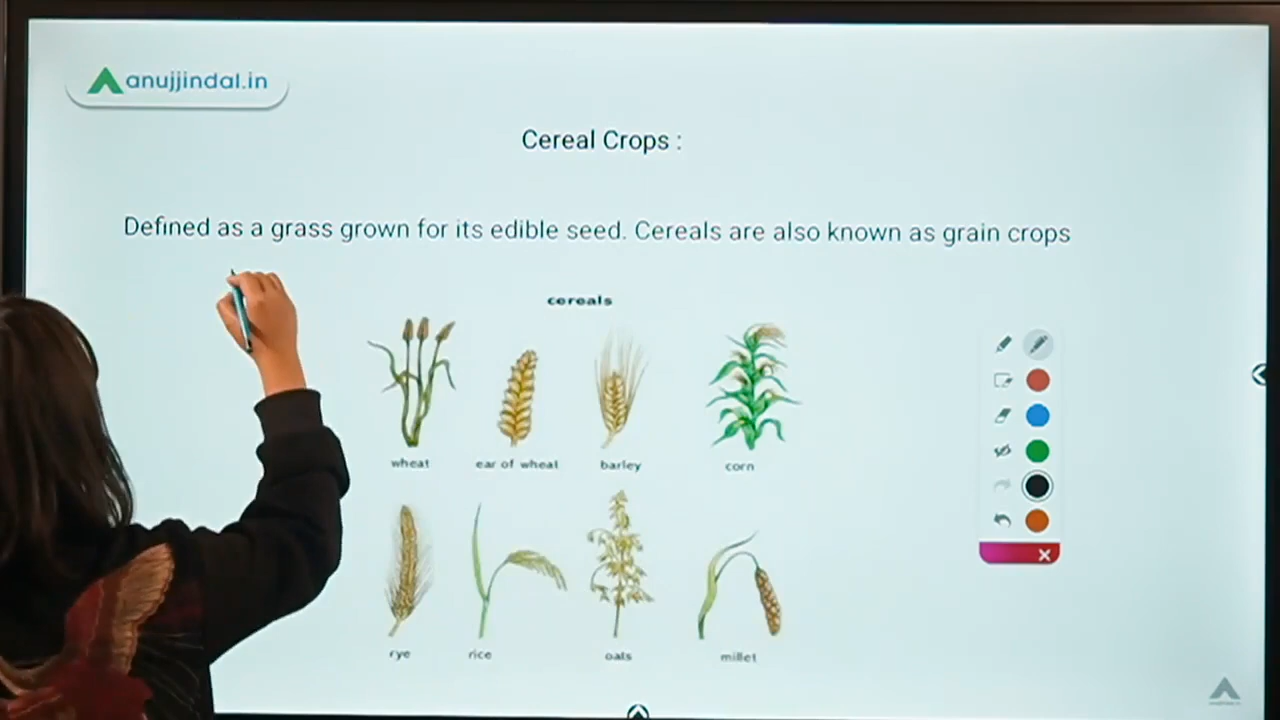 anujjindal.in
Cereal Crops :
Defined as a grass grown for its edible seed. Cereals are also known as grain crops
cereals
wheat ear of wheat barley corn
rye rice oats millet